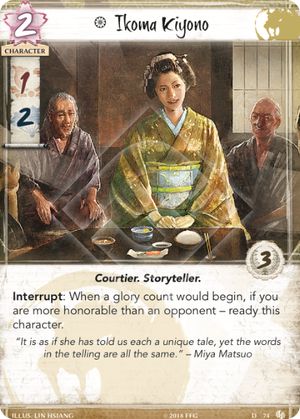 2
Ikoma Kiyono
CHARACTER
1
2
3
Courtier. Storyteller.
Interrupt: When a glory count would begin, if you
are more honorable than an opponent – ready this
character.
“It is as if she has told us each a unique tale, yet the words
in the telling are all the same.” – Miya Matsuo
ILLUS: LIN HSIANG
© 2018 FFG
D 74